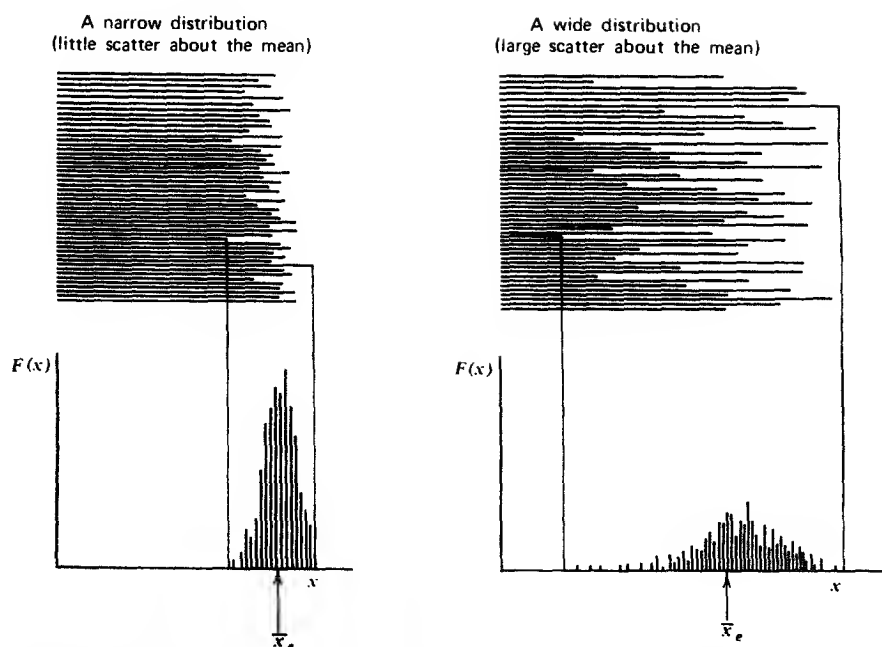 A narrow distribution
(little scatter about the mean)
A wide distribution
(large scatter about the mean)
F(x)
x
x̄ₑ
F(x)
x
x̄ₑ